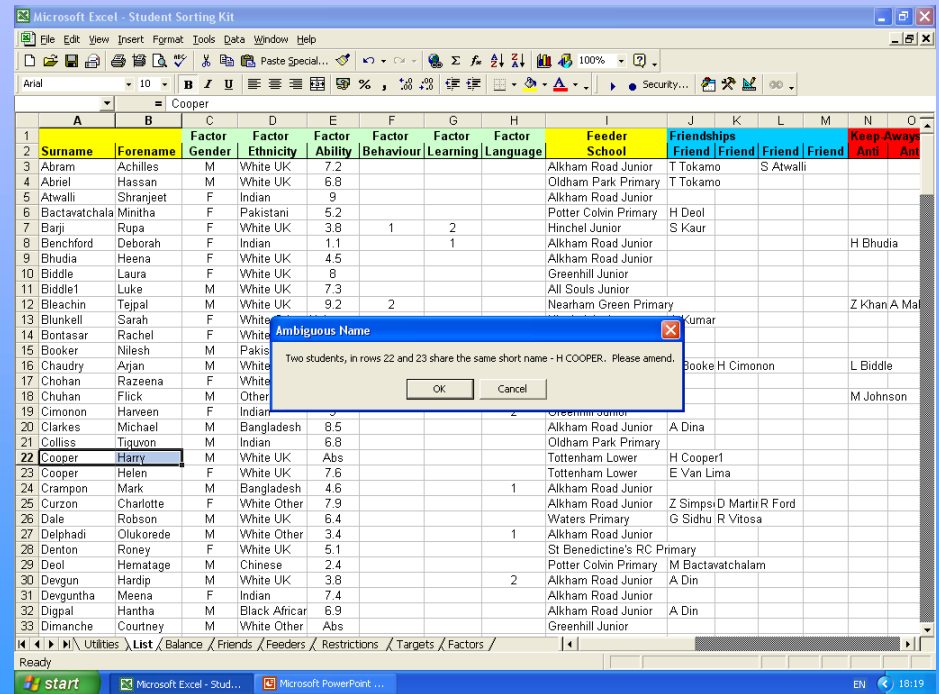 Microsoft Excel - Student Sorting Kit
File Edit View Insert Format Tools Data Window Help
Paste Special... Σ fx 100%
Arial 10 B I U % , Security...
= Cooper
A B C D E F G H I J K L M N O
1 Factor Factor Factor Factor Factor Factor Feeder Friendships Keep-Aways
2 Surname Forename Gender Ethnicity Ability Behaviour Learning Language School Friend Friend Friend Friend Anti Ant
3 Abram Achilles M White UK 7.2 Alkham Road Junior T Tokamo S Atwalli
4 Abriel Hassan M White UK 6.8 Oldham Park Primary T Tokamo
5 Atwalli Shranjeet F Indian 9 Alkham Road Junior
6 Bactavatchala Minitha F Pakistani 5.2 Potter Colvin Primary H Deol
7 Barji Rupa F White UK 3.8 1 2 Hinchel Junior S Kaur
8 Benchford Deborah F Indian 1.1 1 Alkham Road Junior H Bhudia
9 Bhudia Heena F White UK 4.5 Alkham Road Junior
10 Biddle Laura F White UK 8 Greenhill Junior
11 Biddle1 Luke M White UK 7.3 All Souls Junior
12 Bleachin Tejpal M White UK 9.2 2 Nearham Green Primary Z Khan A Mal
13 Blunkell Sarah F White Kumar
14 Bontasar Rachel F White
15 Booker Nilesh M Pakis
16 Chaudry Arjan M White Booke H Cimonon L Biddle
17 Chohan Razeena F White
18 Chuhan Flick M Other M Johnson
19 Cimonon Harveen F Indian 2 Greenhill Junior
20 Clarkes Michael M Bangladesh 8.5 Alkham Road Junior A Dina
21 Colliss Tiguvon M Indian 6.8 Oldham Park Primary
22 Cooper Harry M White UK Abs Tottenham Lower H Cooper1
23 Cooper Helen F White UK 7.6 Tottenham Lower E Van Lima
24 Crampon Mark M Bangladesh 4.6 1 Alkham Road Junior
25 Curzon Charlotte F White Other 7.9 Alkham Road Junior Z Simps D Martir R Ford
26 Dale Robson M White UK 6.4 Waters Primary G Sidhu R Vitosa
27 Delphadi Olukorede M White Other 3.4 1 Alkham Road Junior
28 Denton Roney F White UK 5.1 St Benedictine's RC Primary
29 Deol Hematage M Chinese 2.4 Potter Colvin Primary M Bactavatchalam
30 Devgun Hardip M White UK 3.8 2 Alkham Road Junior A Din
31 Devguntha Meena F Indian 7.4 Alkham Road Junior
32 Digpal Hantha M Black Africar 6.9 Alkham Road Junior A Din
33 Dimanche Courtney M White Other Abs Greenhill Junior
Ambiguous Name
Two students, in rows 22 and 23 share the same short name - H COOPER. Please amend.
OK Cancel
Utilities List Balance Friends Feeders Restrictions Targets Factors
Ready
start Microsoft Excel - Stud... Microsoft PowerPoint ... EN 18:19